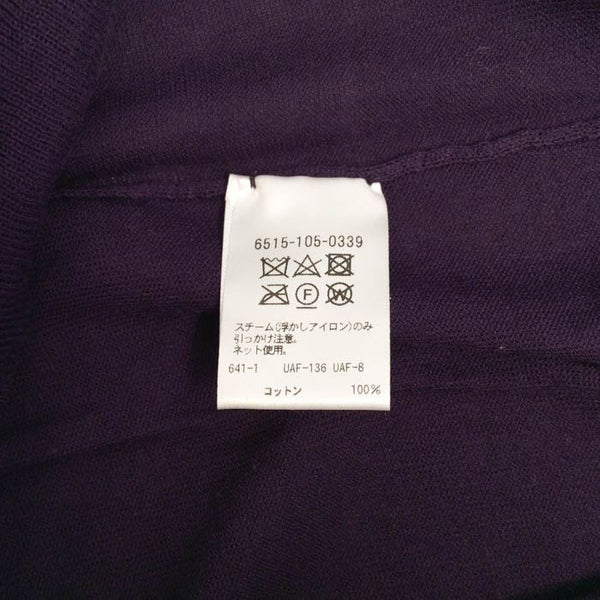 6515-105-0339
F W
スチーム(浮かしアイロン)のみ
引っかけ注意。
ネット使用。
641-1 UAF-136 UAF-8
コットン 100%